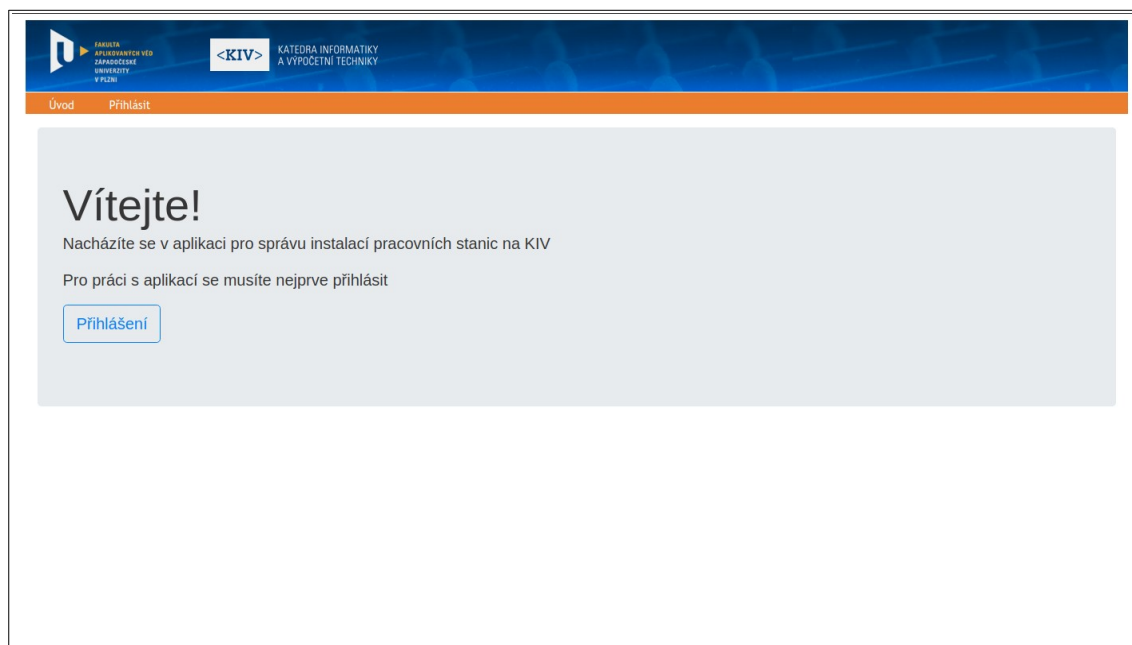 FAKULTA
APLIKOVANÝCH VĚD
ZÁPADOČESKÉ
UNIVERZITY
V PLZNI
<KIV>
KATEDRA INFORMATIKY
A VÝPOČETNÍ TECHNIKY
Úvod Přihlásit
Vítejte!
Nacházíte se v aplikaci pro správu instalací pracovních stanic na KIV
Pro práci s aplikací se musíte nejprve přihlásit
Přihlášení